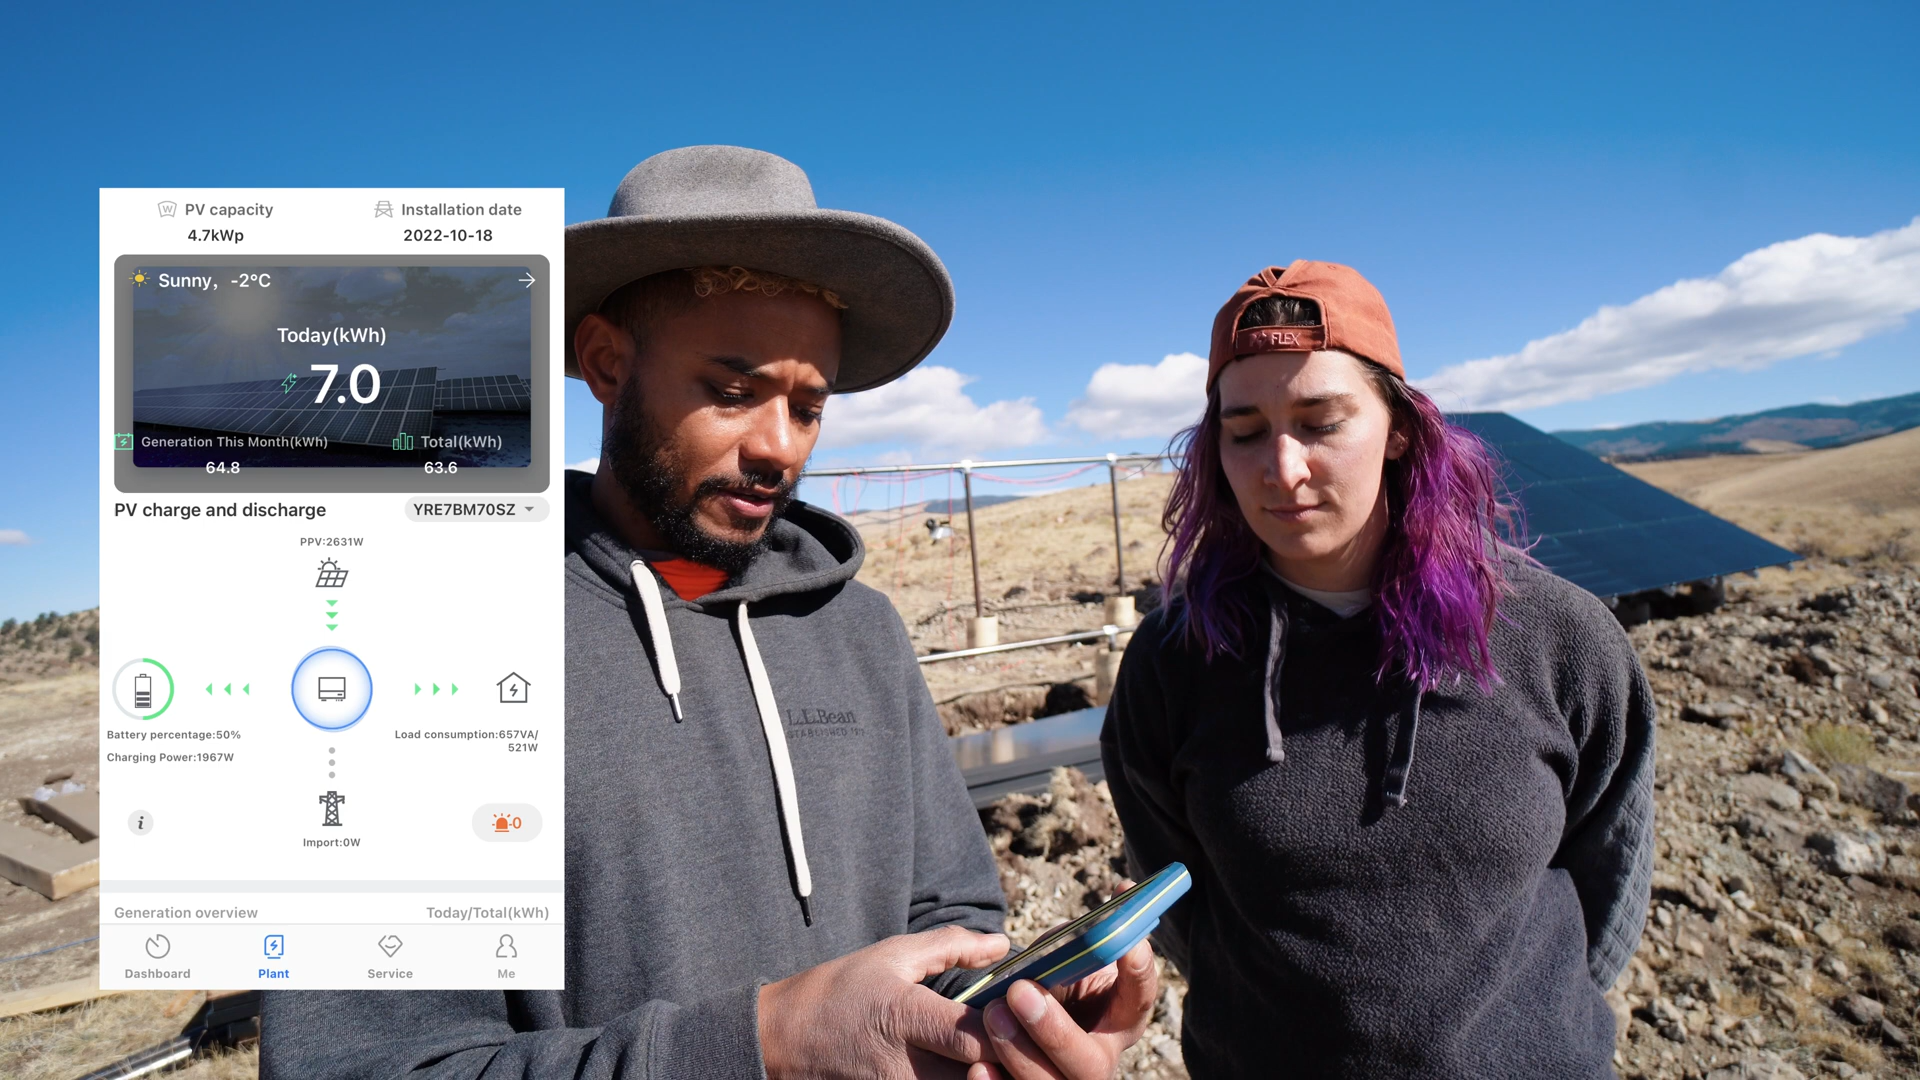 PV capacity
Installation date
4.7kWp
2022-10-18
Sunny, -2°C
Today(kWh)
7.0
Generation This Month(kWh)
Total(kWh)
64.8
63.6
PV charge and discharge
YRE7BM70SZ
PPV:2631W
Battery percentage:50%
Charging Power:1967W
Load consumption:657VA/
521W
i
0
Import:0W
Generation overview
Today/Total(kWh)
Dashboard
Plant
Service
Me
FLEX
L.L.Bean